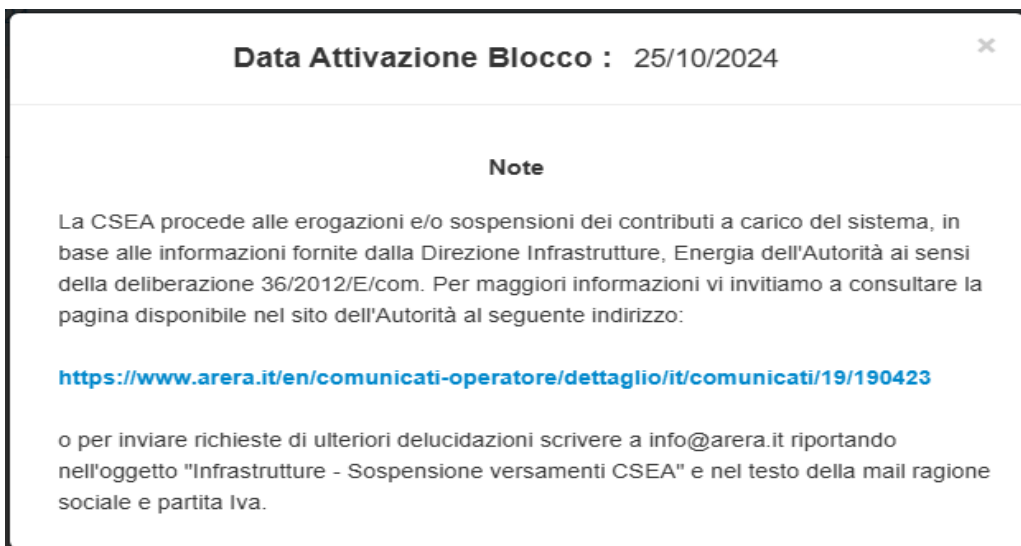 Data Attivazione Blocco : 25/10/2024
×
Note
La CSEA procede alle erogazioni e/o sospensioni dei contributi a carico del sistema, in
base alle informazioni fornite dalla Direzione Infrastrutture, Energia dell'Autorità ai sensi
della deliberazione 36/2012/E/com. Per maggiori informazioni vi invitiamo a consultare la
pagina disponibile nel sito dell'Autorità al seguente indirizzo:
https://www.arera.it/en/comunicati-operatore/dettaglio/it/comunicati/19/190423
o per inviare richieste di ulteriori delucidazioni scrivere a info@arera.it riportando
nell'oggetto "Infrastrutture - Sospensione versamenti CSEA" e nel testo della mail ragione
sociale e partita Iva.